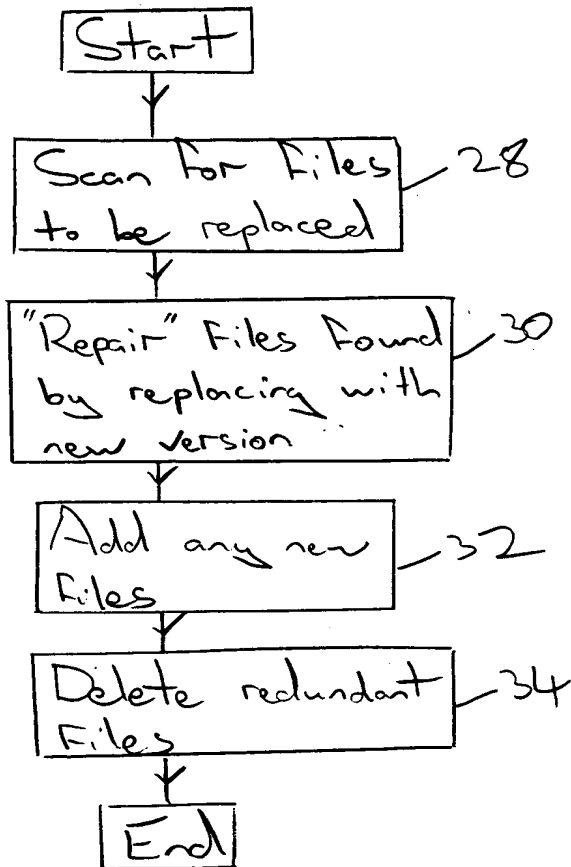 Start
Scan for files
to be replaced
28
"Repair" files found
by replacing with
new version
30
Add any new
files
32
Delete redundant
files
34
End